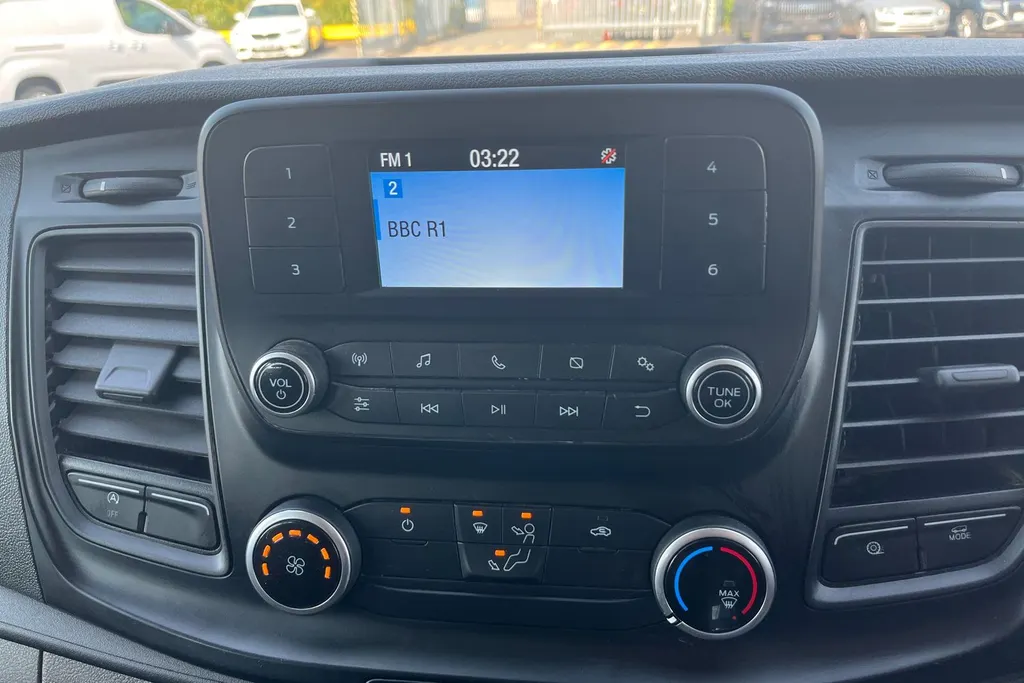 FM 1 03:22
2
BBC R1
1
2
3
4
5
6
VOL
TUNE
OK
A
OFF
MAX
MODE